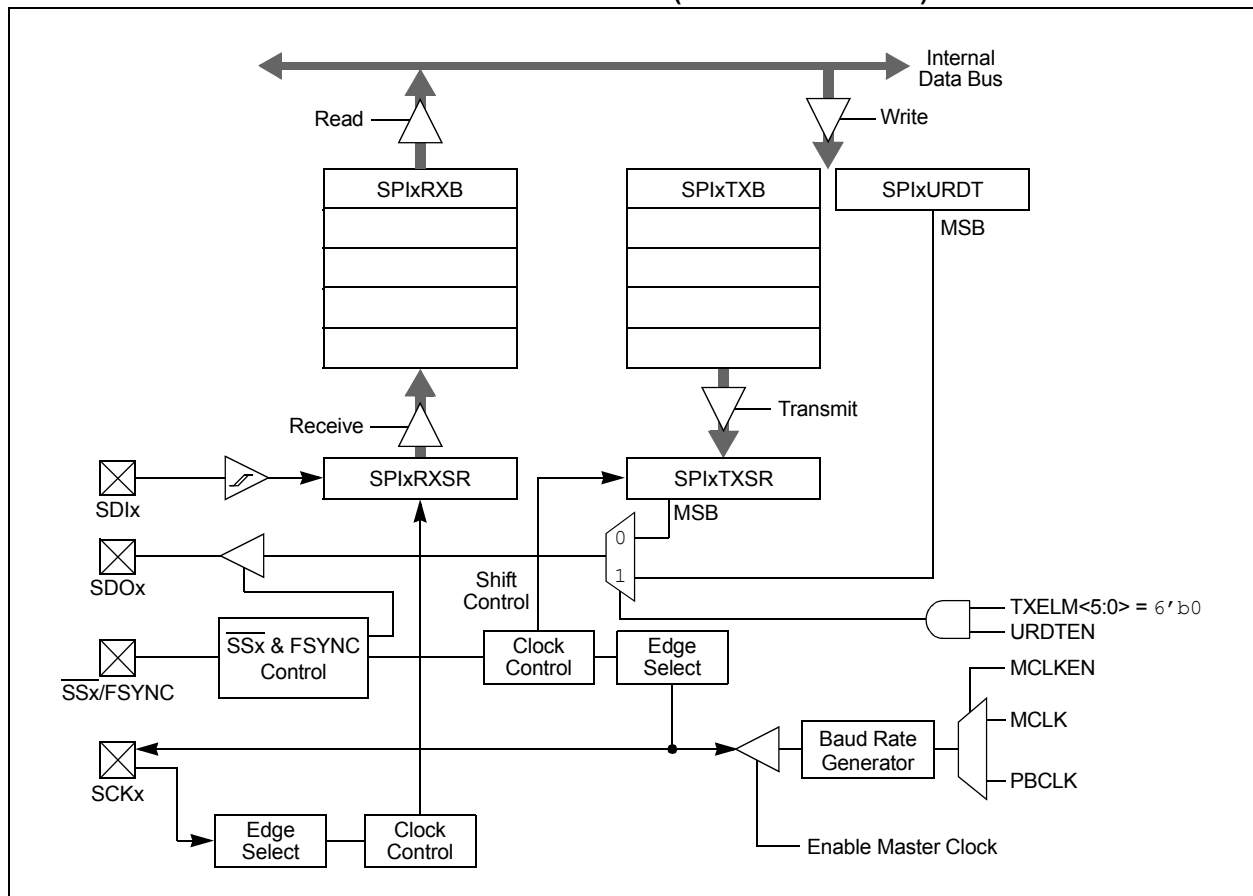 Internal
Data Bus
Read
Write
SPIxRXB
SPIxTXB
SPIxURDT
MSB
Receive
Transmit
SPIxRXSR
SPIxTXSR
SDIx
MSB
0
SDOx
1
Shift
Control
TXELM<5:0> = 6'b0
URDTEN
SSx & FSYNC
Control
Clock
Control
Edge
Select
SSx/FSYNC
MCLKEN
MCLK
Baud Rate
Generator
PBCLK
SCKx
Edge
Select
Clock
Control
Enable Master Clock